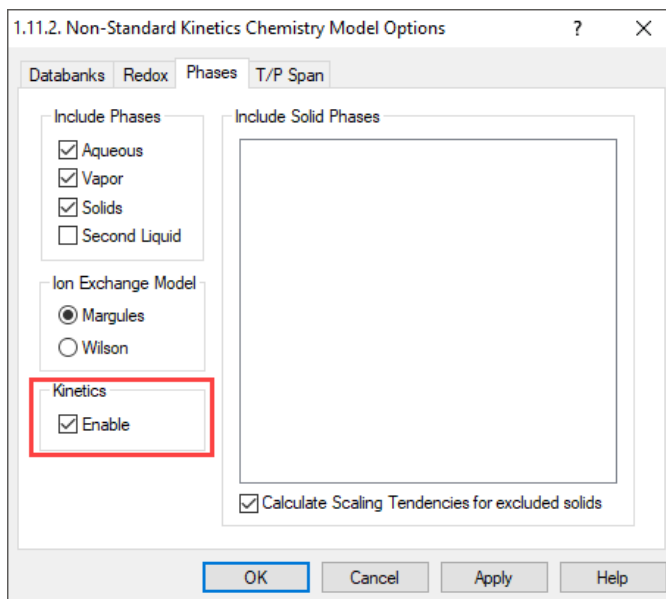 1.11.2. Non-Standard Kinetics Chemistry Model Options ? X
Databanks Redox Phases T/P Span
Include Phases
Aqueous
Vapor
Solids
Second Liquid
Ion Exchange Model
Margules
Wilson
Kinetics
Enable
Include Solid Phases
Calculate Scaling Tendencies for excluded solids
OK Cancel Apply Help